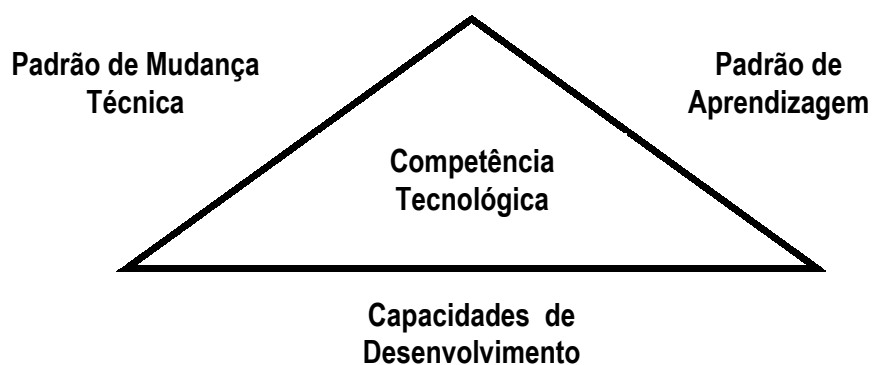 Padrão de Mudança
Técnica
Padrão de
Aprendizagem
Competência
Tecnológica
Capacidades de
Desenvolvimento